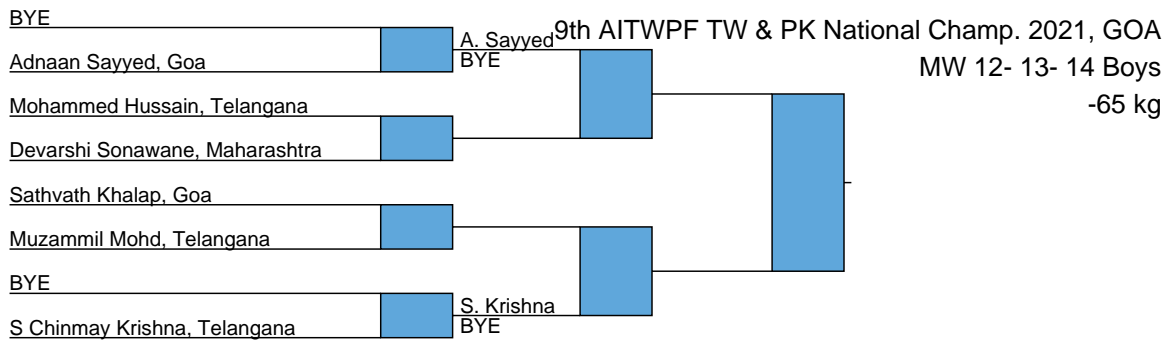 9th AITWPF TW & PK National Champ. 2021, GOA
MW 12- 13- 14 Boys
-65 kg
BYE
Adnaan Sayyed, Goa
A. Sayyed
BYE
Mohammed Hussain, Telangana
Devarshi Sonawane, Maharashtra
Sathvath Khalap, Goa
Muzammil Mohd, Telangana
BYE
S Chinmay Krishna, Telangana
S. Krishna
BYE